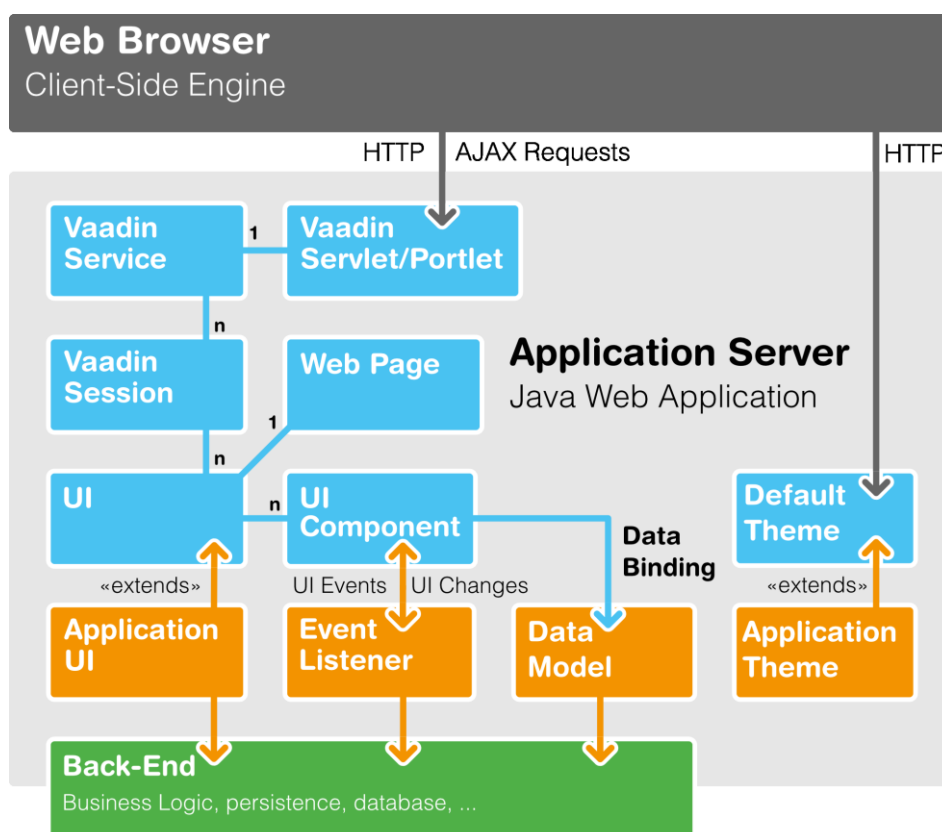 Web Browser
Client-Side Engine
HTTP
AJAX Requests
HTTP
Vaadin
Service
1
Vaadin
Servlet/Portlet
n
Vaadin
Session
Web Page
Application Server
Java Web Application
1
n
UI
n
UI
Component
Data
Binding
Default
Theme
«extends»
UI Events
UI Changes
«extends»
Application
UI
Event
Listener
Data
Model
Application
Theme
Back-End
Business Logic, persistence, database, ...